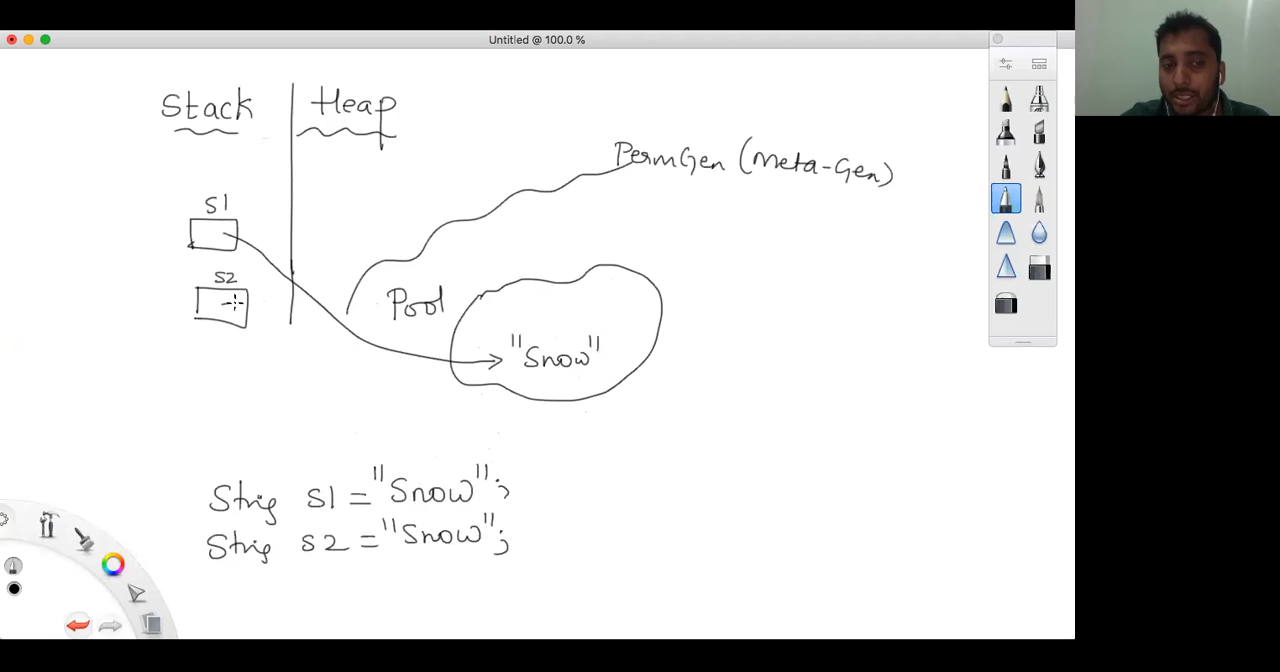 Untitled @ 100.0 %
Stack
Heap
PermGen (Meta-Gen)
S1
S2
Pool
"Snow"
Strig S1 = "Snow";
Strig S2 = "Snow";